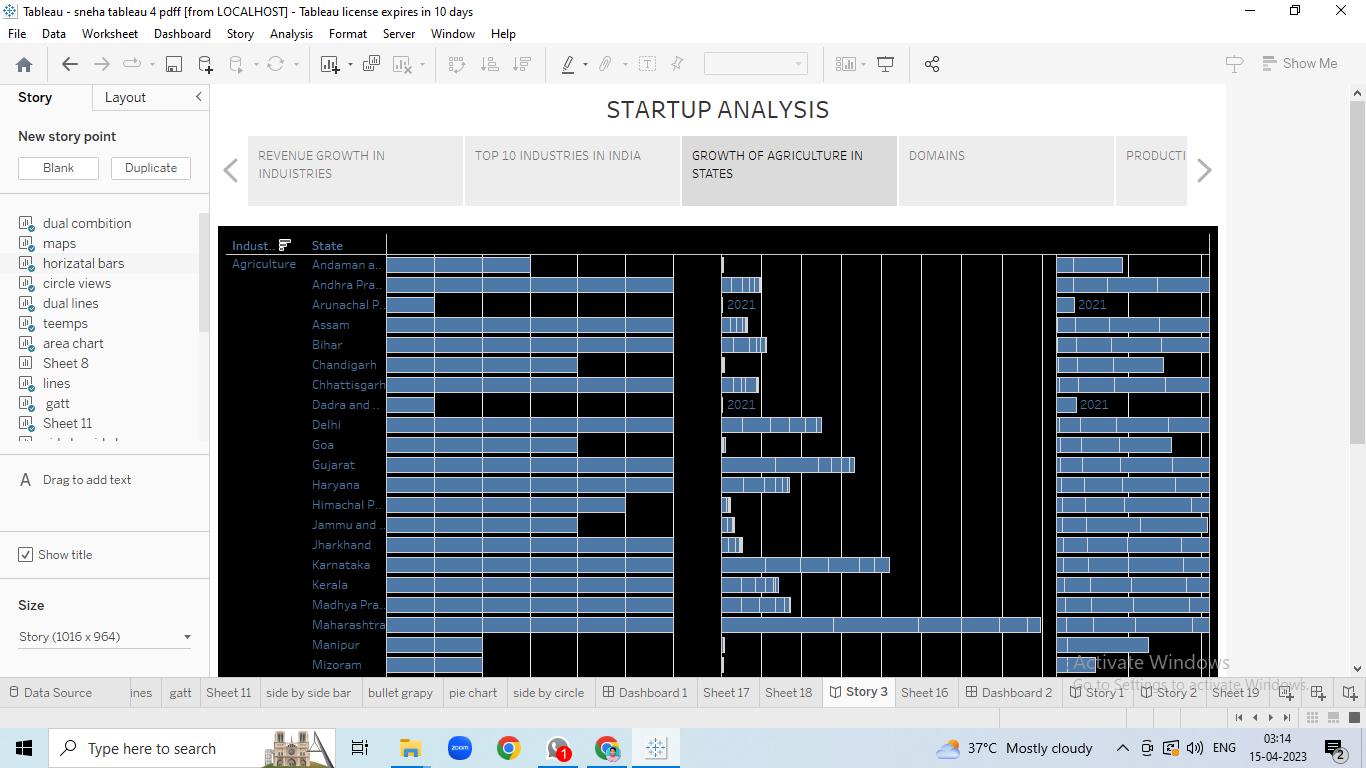 Tableau - sneha tableau 4 pdff [from LOCALHOST] - Tableau license expires in 10 days
File Data Worksheet Dashboard Story Analysis Format Server Window Help
Show Me
Story Layout
New story point
Blank Duplicate
dual combition
maps
horizatal bars
circle views
dual lines
teemps
area chart
Sheet 8
lines
gatt
Sheet 11
Drag to add text
Show title
Size
Story (1016 x 964)
STARTUP ANALYSIS
REVENUE GROWTH IN
INDUISTRIES
TOP 10 INDUSTRIES IN INDIA
GROWTH OF AGRICULTURE IN
STATES
DOMAINS
PRODUCTI
Indust.. State
Agriculture Andaman a..
Andhra Pra..
Arunachal P.. 2021 2021
Assam
Bihar
Chandigarh
Chhattisgarh
Dadra and .. 2021 2021
Delhi
Goa
Gujarat
Haryana
Himachal P..
Jammu and ..
Jharkhand
Karnataka
Kerala
Madhya Pra..
Maharashtra
Manipur
Mizoram
Activate Windows
Go to Settings to activate Windows.
Data Source ines gatt Sheet 11 side by side bar bullet grapy pie chart side by circle Dashboard 1 Sheet 17 Sheet 18 Story 3 Sheet 16 Dashboard 2 Story 1 Story 2 Sheet 19
Type here to search
zoom
1
37°C Mostly cloudy
ENG
03:14
15-04-2023
2